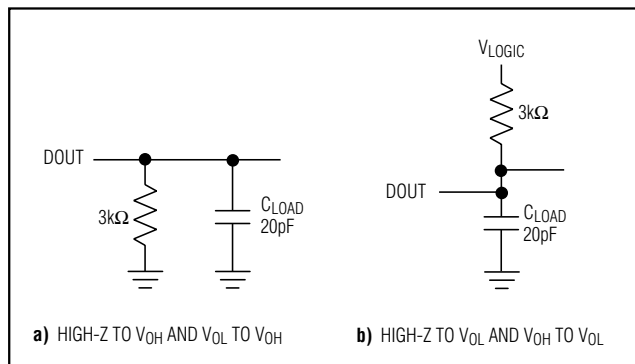 DOUT
3kΩ
CLOAD
20pF
a) HIGH-Z TO VOH AND VOL TO VOH
VLOGIC
3kΩ
DOUT
CLOAD
20pF
b) HIGH-Z TO VOL AND VOH TO VOL